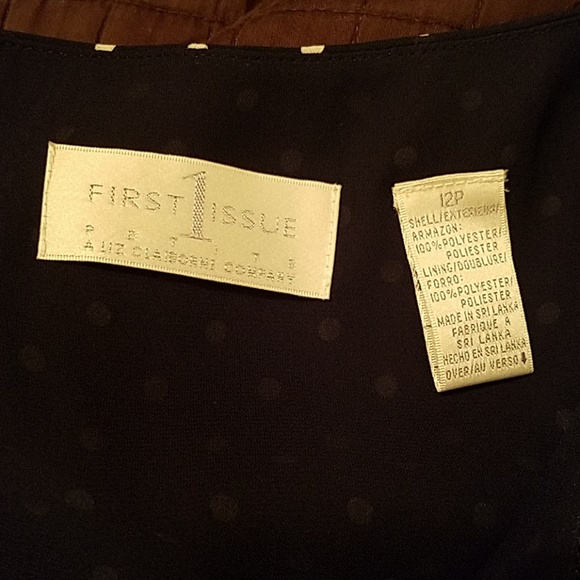 FIRST 1 ISSUE
PETITE
A LIZ CLAIBORNE COMPANY
12P
SHELL/EXTERIEUR/
ARMAZON:
100%POLYESTER/
POLIESTER
LINING/DOUBLURE/
FORRO:
100%POLYESTER/
POLIESTER
MADE IN SRI LANKA
FABRIQUE A
SRI LANKA
HECHO EN SRI LANKA
OVER/AU VERSO